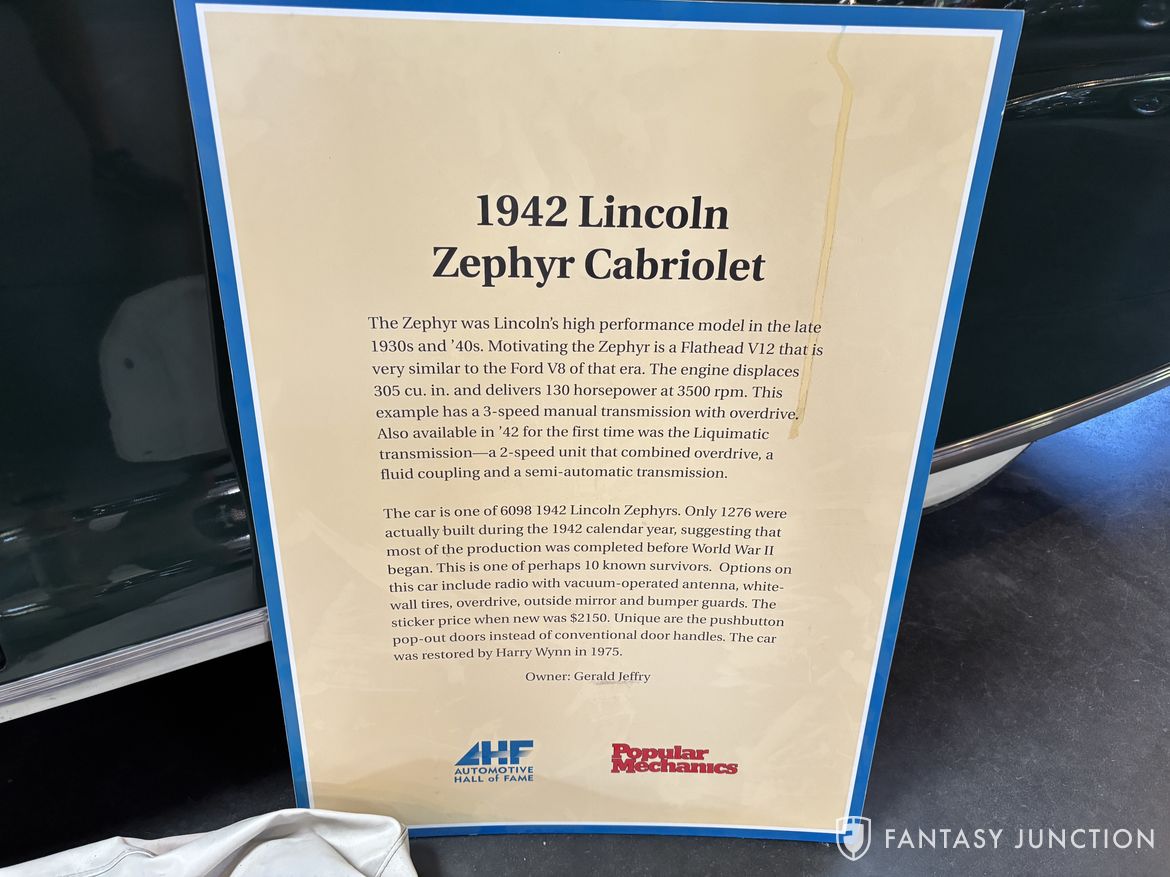 1942 Lincoln
Zephyr Cabriolet
The Zephyr was Lincoln's high performance model in the late
1930s and '40s. Motivating the Zephyr is a Flathead V12 that is
very similar to the Ford V8 of that era. The engine displaces
305 cu. in. and delivers 130 horsepower at 3500 rpm. This
example has a 3-speed manual transmission with overdrive.
Also available in '42 for the first time was the Liquimatic
transmission—a 2-speed unit that combined overdrive, a
fluid coupling and a semi-automatic transmission.
The car is one of 6098 1942 Lincoln Zephyrs. Only 1276 were
actually built during the 1942 calendar year, suggesting that
most of the production was completed before World War II
began. This is one of perhaps 10 known survivors. Options on
this car include radio with vacuum-operated antenna, white-
wall tires, overdrive, outside mirror and bumper guards. The
sticker price when new was $2150. Unique are the pushbutton
pop-out doors instead of conventional door handles. The car
was restored by Harry Wynn in 1975.
Owner: Gerald Jeffry
AHF
AUTOMOTIVE
HALL of FAME
Popular
Mechanics
FANTASY JUNCTION